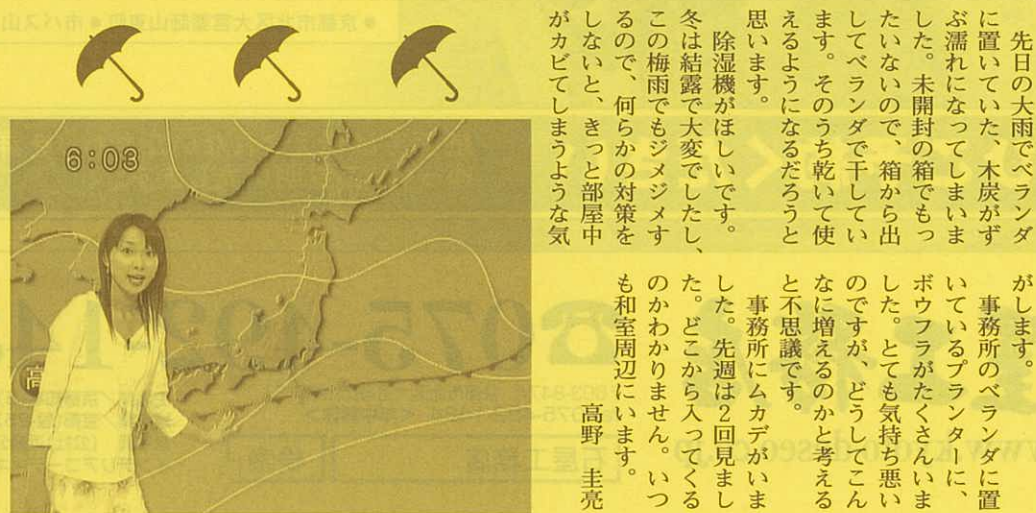 先日の大雨でベランダ
に置いていた、木炭がず
ぶ濡れになってしまいま
した。未開封の箱でもっ
たいないので、箱から出
してベランダで干してい
ます。そのうち乾いて使
えるようになるだろうと
思います。
除湿機がほしいです。
冬は結露で大変でしたし、
この梅雨でもジメジメす
るので、何らかの対策を
しないと、きっと部屋中
がカビてしまうような気
がします。
事務所のベランダに置
いているプランターに、
ボウフラがたくさんいま
した。とても気持ち悪い
のですが、どうしてこん
なに増えるのかと考える
と不思議です。
事務所にムカデがいま
した。先週は2回見まし
た。どこから入ってくる
のかわかりません。いつ
も和室周辺にいます。
高野 圭亮
6:03
高